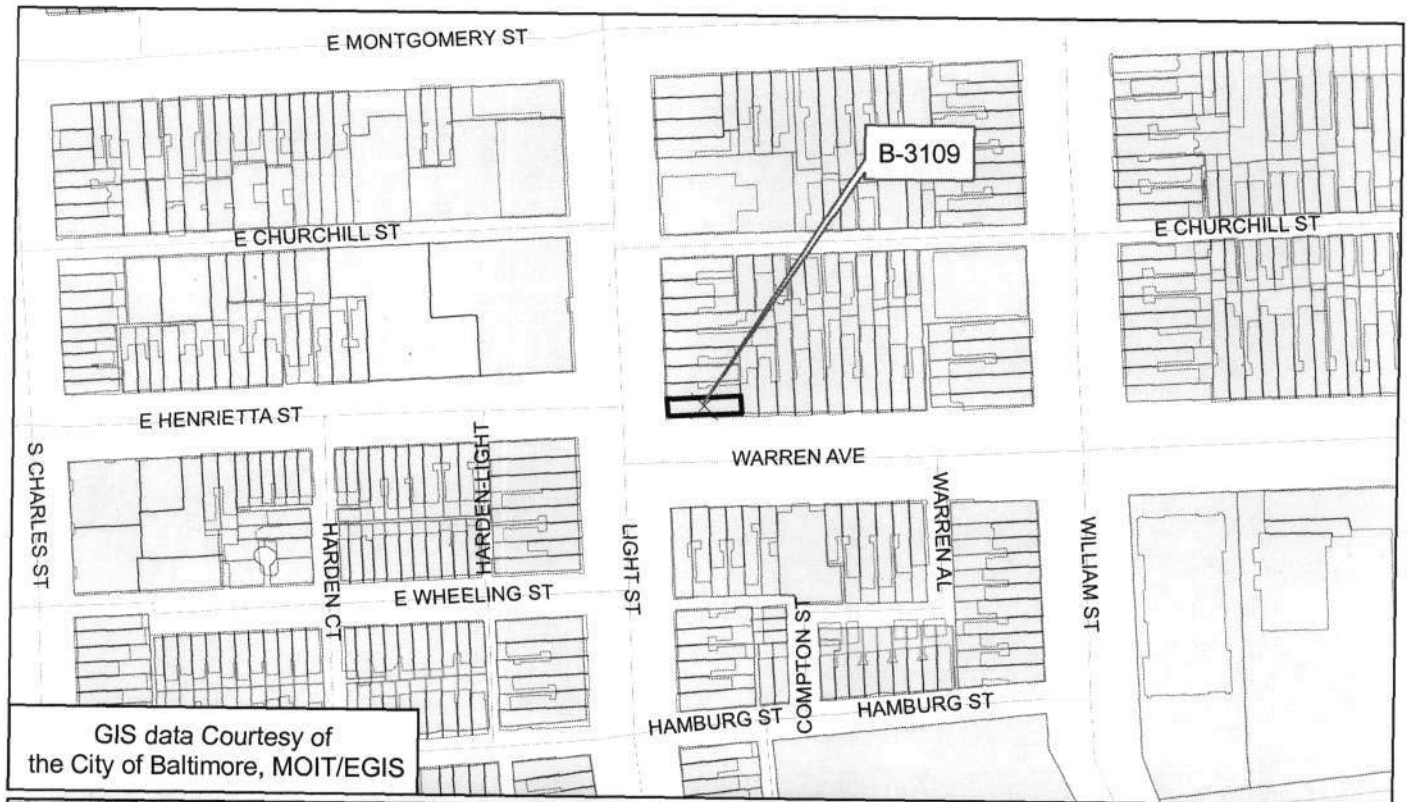 E MONTGOMERY ST
B-3109
E CHURCHILL ST
E CHURCHILL ST
E HENRIETTA ST
S CHARLES ST
HARDEN CT
HARDEN-LIGHT
LIGHT ST
WARREN AVE
WARREN AL
WILLIAM ST
E WHEELING ST
COMPTON ST
HAMBURG ST
HAMBURG ST
GIS data Courtesy of
the City of Baltimore, MOIT/EGIS